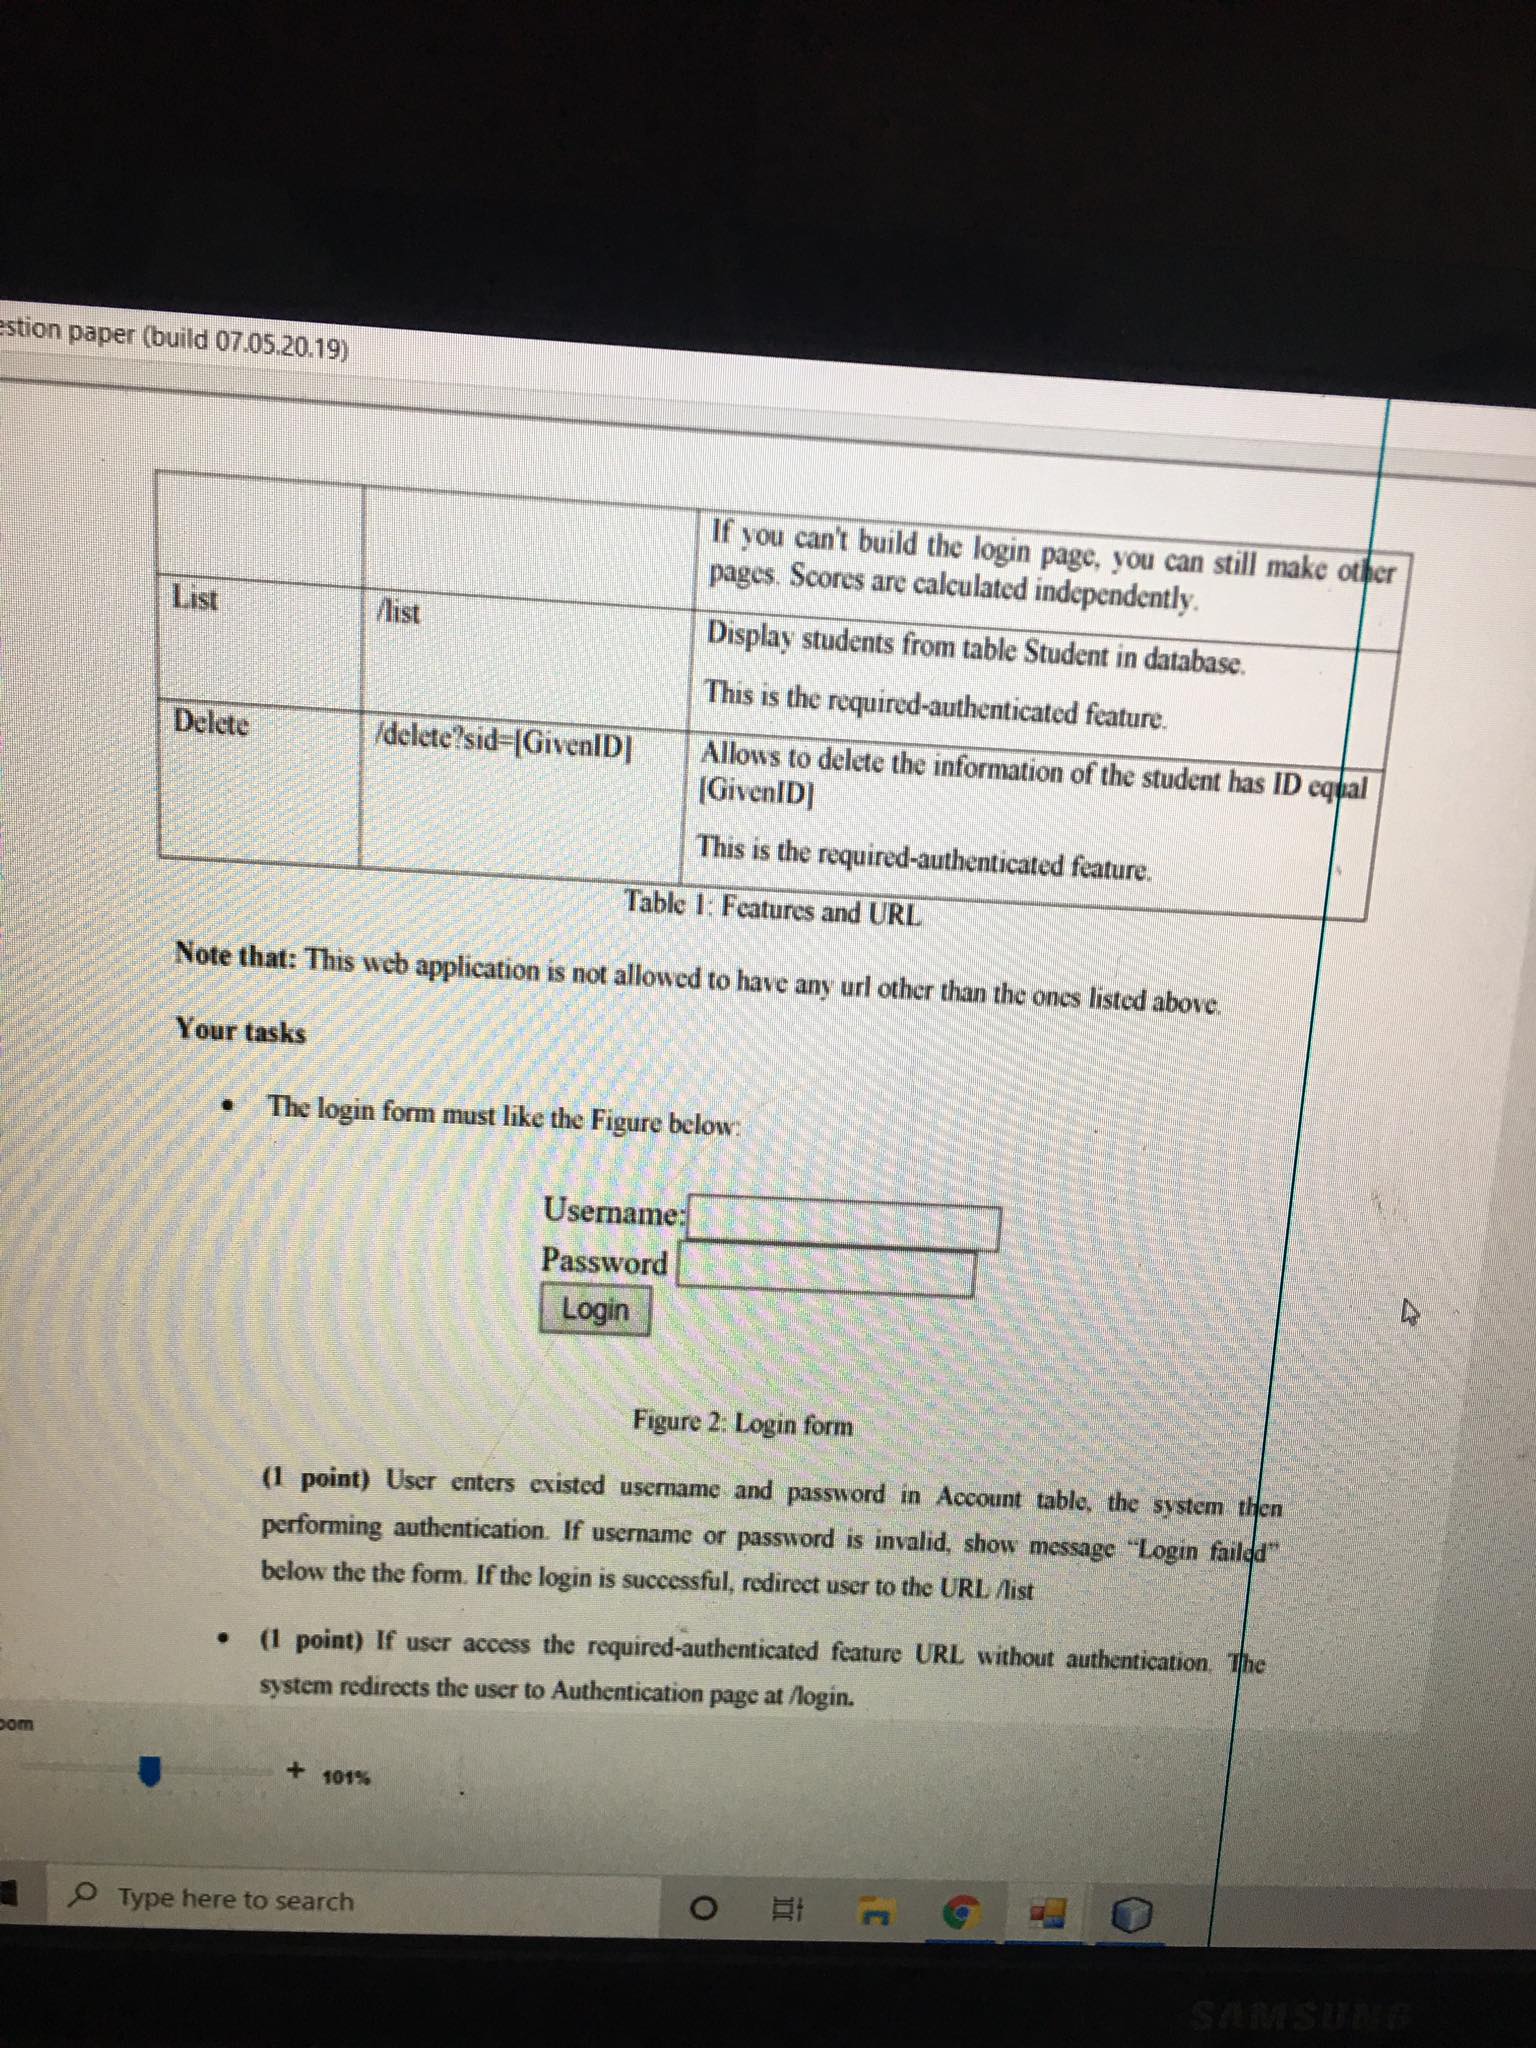 estion paper (build 07.05.20.19)
If you can't build the login page, you can still make other
pages. Scores are calculated independently.
List
/list
Display students from table Student in database.
This is the required-authenticated feature.
Delete
/delete?sid=[GivenID]
Allows to delete the information of the student has ID equal
[GivenID]
This is the required-authenticated feature.
Table 1: Features and URL
Note that: This web application is not allowed to have any url other than the ones listed above.
Your tasks
• The login form must like the Figure below:
Username:
Password
Login
Figure 2: Login form
(1 point) User enters existed username and password in Account table, the system then
performing authentication. If username or password is invalid, show message "Login failed"
below the the form. If the login is successful, redirect user to the URL /list
• (1 point) If user access the required-authenticated feature URL without authentication. The
system redirects the user to Authentication page at /login.
oom
+ 101%
Type here to search
SAMSUNG